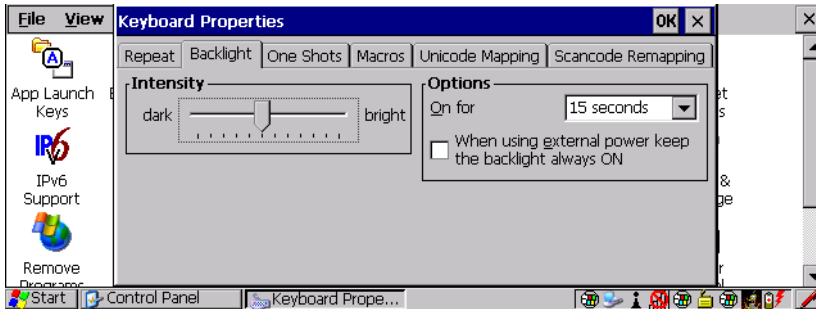 File View
Keyboard Properties
OK
Repeat
Backlight
One Shots
Macros
Unicode Mapping
Scancode Remapping
Intensity
dark
bright
Options
On for
15 seconds
When using external power keep
the backlight always ON
App Launch
Keys
IPv6
IPv6
Support
Remove
Programs
Start
Control Panel
Keyboard Prope...